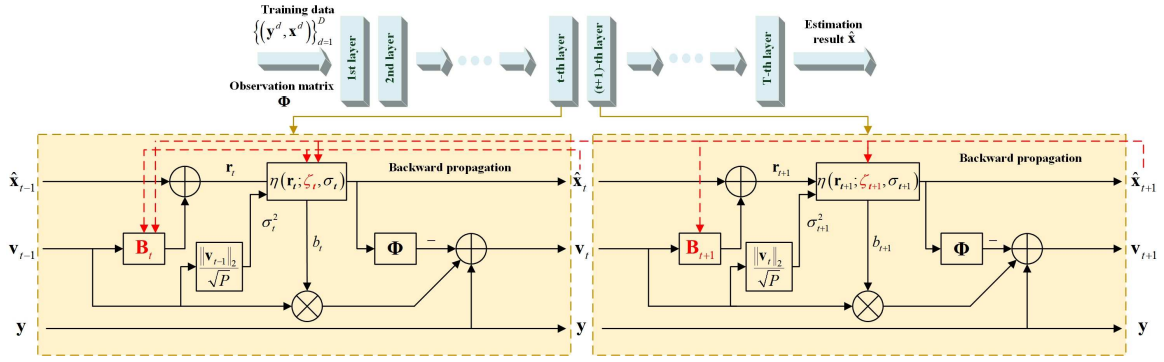 Training data
{(y^d, x^d)}_{d=1}^D
Observation matrix
Φ
1st layer
2nd layer
t-th layer
(t+1)-th layer
T-th layer
Estimation
result x̂
Backward propagation
x̂_{t-1}
r_t
η(r_t; ζ_t, σ_t)
x̂_t
σ_t^2
b_t
v_{t-1}
B_t
‖v_{t-1}‖_2 / √P
Φ
−
v_t
y
y
Backward propagation
r_{t+1}
η(r_{t+1}; ζ_{t+1}, σ_{t+1})
x̂_{t+1}
σ_{t+1}^2
b_{t+1}
B_{t+1}
‖v_t‖_2 / √P
Φ
−
v_{t+1}
y